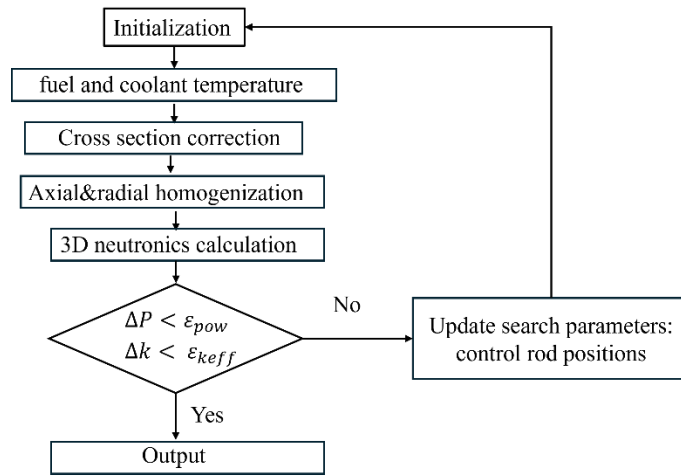 Initialization
fuel and coolant temperature
Cross section correction
Axial&radial homogenization
3D neutronics calculation
ΔP < ε_pow
Δk < ε_keff
No
Update search parameters:
control rod positions
Yes
Output